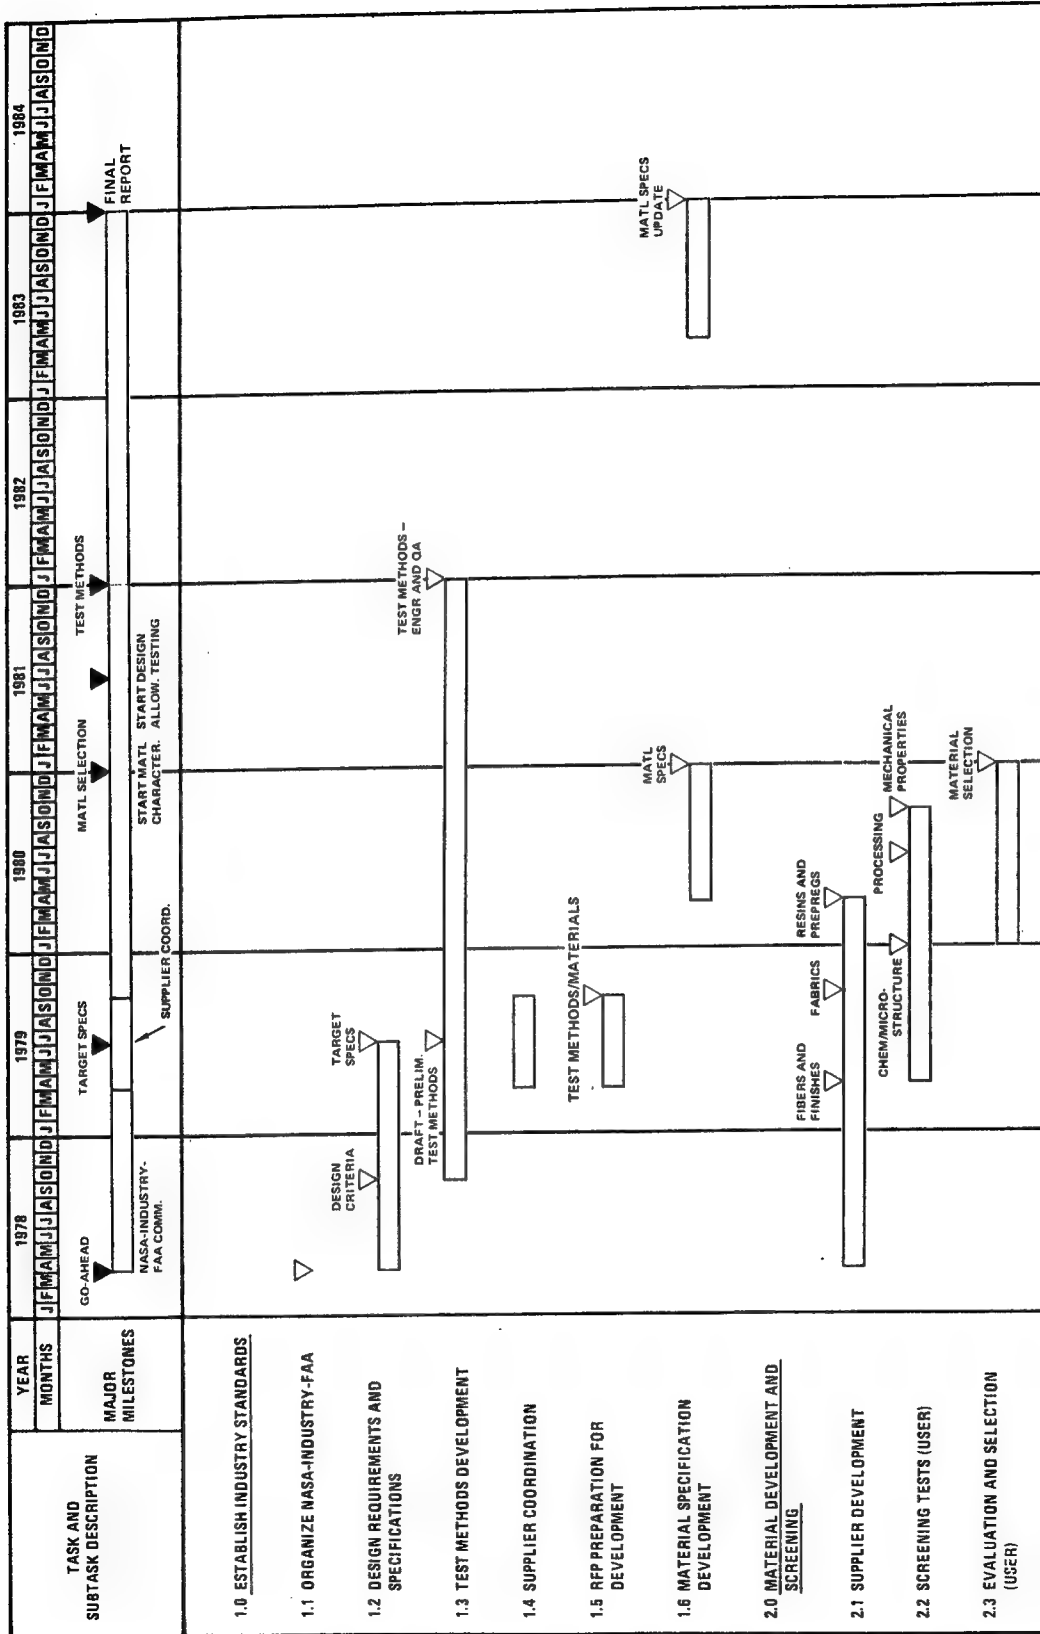 TASK AND
SUBTASK DESCRIPTION
YEAR
1978
1979
1980
1981
1982
1983
1984
MONTHS
J F M A M J J A S O N D J F M A M J J A S O N D J F M A M J J A S O N D J F M A M J J A S O N D J F M A M J J A S O N D J F M A M J J A S O N D J F M A M J J A S O N D
MAJOR
MILESTONES
GO-AHEAD
TARGET SPECS
MATL SELECTION
TEST METHODS
NASA-INDUSTRY-
FAA COMM.
SUPPLIER COORD.
START MATL
CHARACTER.
START DESIGN
ALLOW. TESTING
FINAL
REPORT
1.0 ESTABLISH INDUSTRY STANDARDS
1.1 ORGANIZE NASA-INDUSTRY-FAA
1.2 DESIGN REQUIREMENTS AND
SPECIFICATIONS
DESIGN
CRITERIA
TARGET
SPECS
1.3 TEST METHODS DEVELOPMENT
DRAFT – PRELIM.
TEST METHODS
TEST METHODS –
ENGR AND QA
1.4 SUPPLIER COORDINATION
1.5 RFP PREPARATION FOR
DEVELOPMENT
TEST METHODS/MATERIALS
1.6 MATERIAL SPECIFICATION
DEVELOPMENT
MATL
SPECS
MATL SPECS
UPDATE
2.0 MATERIAL DEVELOPMENT AND
SCREENING
2.1 SUPPLIER DEVELOPMENT
FIBERS AND
FINISHES
FABRICS
RESINS AND
PREPREGS
2.2 SCREENING TESTS (USER)
CHEM/MICRO-
STRUCTURE
PROCESSING
MECHANICAL
PROPERTIES
2.3 EVALUATION AND SELECTION
(USER)
MATERIAL
SELECTION